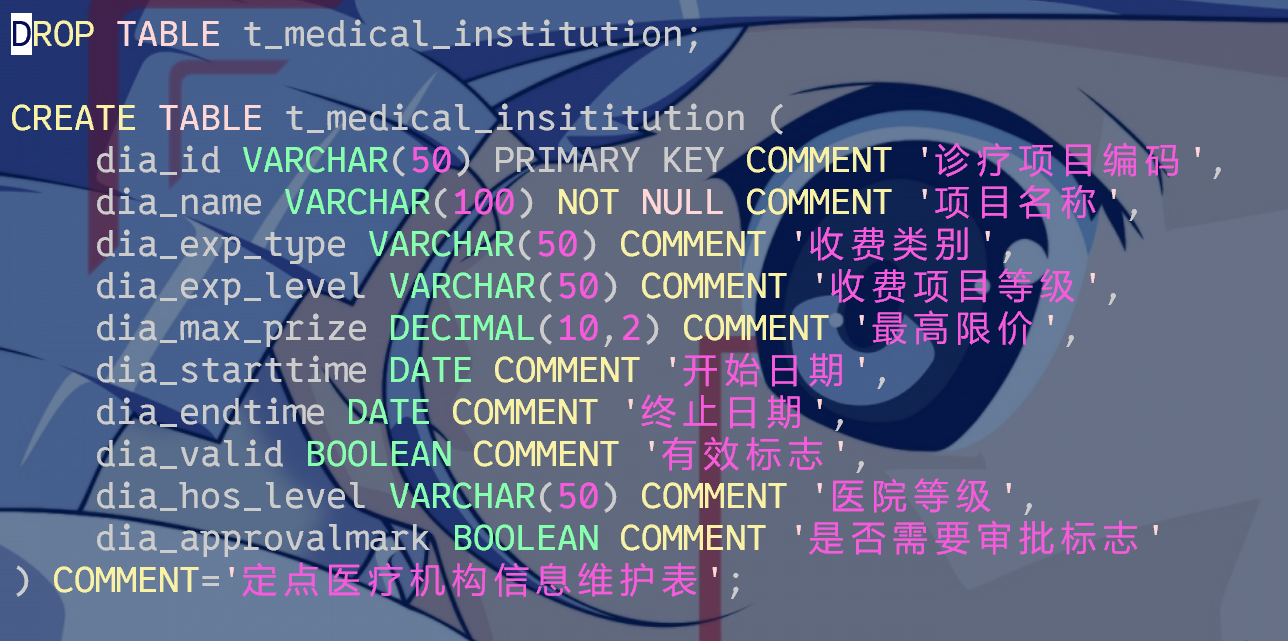 DROP TABLE t_medical_institution;
CREATE TABLE t_medical_insititution (
dia_id VARCHAR(50) PRIMARY KEY COMMENT '诊疗项目编码',
dia_name VARCHAR(100) NOT NULL COMMENT '项目名称',
dia_exp_type VARCHAR(50) COMMENT '收费类别',
dia_exp_level VARCHAR(50) COMMENT '收费项目等级',
dia_max_prize DECIMAL(10,2) COMMENT '最高限价',
dia_starttime DATE COMMENT '开始日期',
dia_endtime DATE COMMENT '终止日期',
dia_valid BOOLEAN COMMENT '有效标志',
dia_hos_level VARCHAR(50) COMMENT '医院等级',
dia_approvalmark BOOLEAN COMMENT '是否需要审批标志'
) COMMENT='定点医疗机构信息维护表';